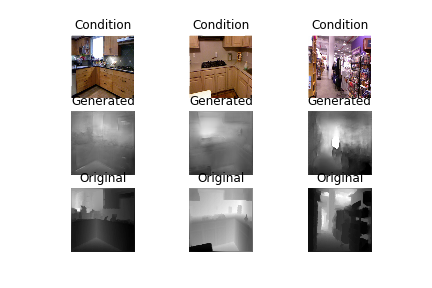 Condition Condition Condition
Generated Generated Generated
Original Original Original